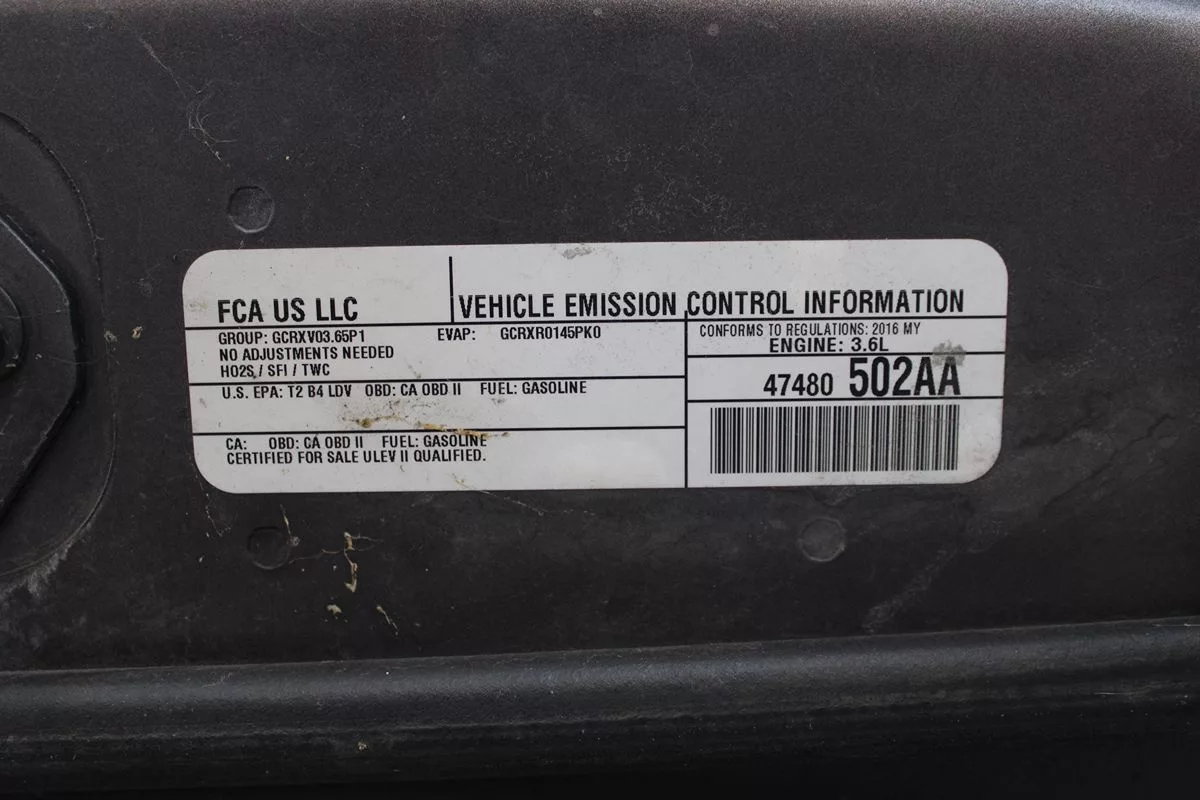 FCA US LLC
VEHICLE EMISSION CONTROL INFORMATION
GROUP: GCRXV03.65P1 EVAP: GCRXR0145PK0
NO ADJUSTMENTS NEEDED
HO2S / SFI / TWC
CONFORMS TO REGULATIONS: 2016 MY
ENGINE: 3.6L
U.S. EPA: T2 B4 LDV OBD: CA OBD II FUEL: GASOLINE
47480 502AA
CA: OBD: CA OBD II FUEL: GASOLINE
CERTIFIED FOR SALE ULEV II QUALIFIED.